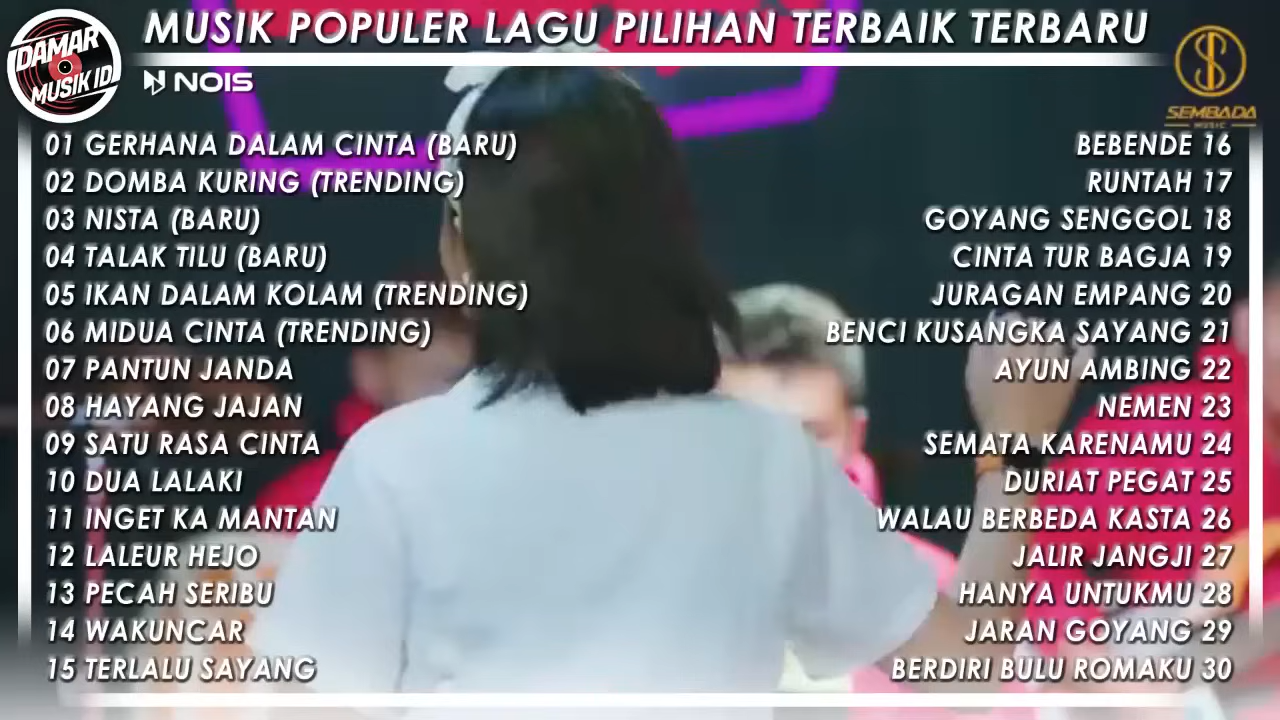 DAMAR
MUSIK ID
MUSIK POPULER LAGU PILIHAN TERBAIK TERBARU
NOIS
SEMBADA
MUSIC
01 GERHANA DALAM CINTA (BARU)
02 DOMBA KURING (TRENDING)
03 NISTA (BARU)
04 TALAK TILU (BARU)
05 IKAN DALAM KOLAM (TRENDING)
06 MIDUA CINTA (TRENDING)
07 PANTUN JANDA
08 HAYANG JAJAN
09 SATU RASA CINTA
10 DUA LALAKI
11 INGET KA MANTAN
12 LALEUR HEJO
13 PECAH SERIBU
14 WAKUNCAR
15 TERLALU SAYANG
BEBENDE 16
RUNTAH 17
GOYANG SENGGOL 18
CINTA TUR BAGJA 19
JURAGAN EMPANG 20
BENCI KUSANGKA SAYANG 21
AYUN AMBING 22
NEMEN 23
SEMATA KARENAMU 24
DURIAT PEGAT 25
WALAU BERBEDA KASTA 26
JALIR JANGJI 27
HANYA UNTUKMU 28
JARAN GOYANG 29
BERDIRI BULU ROMAKU 30